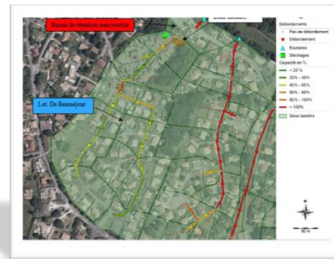 Bassin de rétention inaccessible
Lot. De Beauséjour
Débordements
Pas de débordement
Débordement
Exutoires
Stockages
Capacité en %
< 20 %
20% - 40%
40% - 60%
60% - 80%
80% - 100%
> 100%
Sous-bassins
N